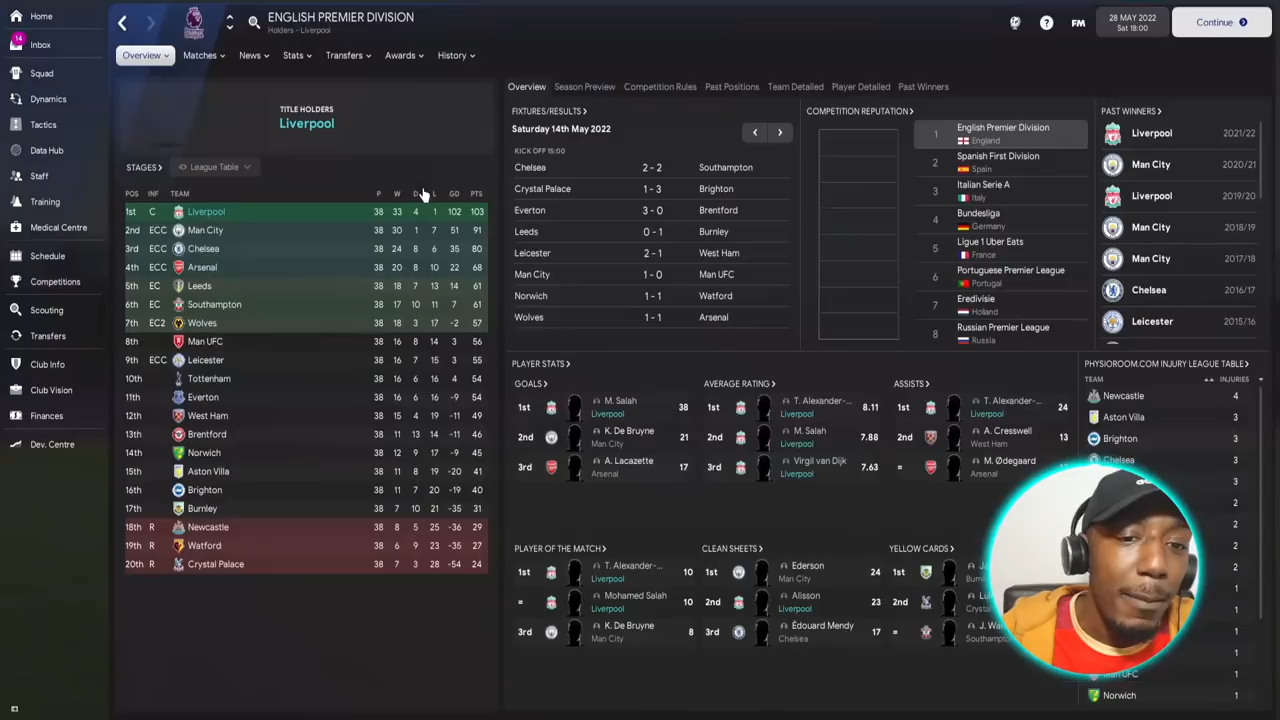 Home
14
Inbox
Squad
Dynamics
Tactics
Data Hub
Staff
Training
Medical Centre
Schedule
Competitions
Scouting
Transfers
Club Info
Club Vision
Finances
Dev. Centre
ENGLISH PREMIER DIVISION
Holders - Liverpool
FM
28 MAY 2022
Sat 18:00
Continue
Overview
Matches
News
Stats
Transfers
Awards
History
TITLE HOLDERS
Liverpool
STAGES
League Table
POS INF TEAM P W D L GD PTS
1st C Liverpool 38 33 4 1 102 103
2nd ECC Man City 38 30 1 7 51 91
3rd ECC Chelsea 38 24 8 6 35 80
4th ECC Arsenal 38 20 8 10 22 68
5th EC Leeds 38 18 7 13 14 61
6th EC Southampton 38 17 10 11 7 61
7th EC2 Wolves 38 18 3 17 -2 57
8th Man UFC 38 16 8 14 3 56
9th ECC Leicester 38 16 7 15 3 55
10th Tottenham 38 16 6 16 4 54
11th Everton 38 16 6 16 -9 54
12th West Ham 38 15 4 19 -11 49
13th Brentford 38 11 13 14 -11 46
14th Norwich 38 12 9 17 -9 45
15th Aston Villa 38 11 8 19 -20 41
16th Brighton 38 11 7 20 -19 40
17th Burnley 38 7 10 21 -35 31
18th R Newcastle 38 8 5 25 -36 29
19th R Watford 38 6 9 23 -35 27
20th R Crystal Palace 38 7 3 28 -54 24
Overview Season Preview Competition Rules Past Positions Team Detailed Player Detailed Past Winners
FIXTURES/RESULTS
Saturday 14th May 2022
KICK OFF 15:00
Chelsea 2 - 2 Southampton
Crystal Palace 1 - 3 Brighton
Everton 3 - 0 Brentford
Leeds 0 - 1 Burnley
Leicester 2 - 1 West Ham
Man City 1 - 0 Man UFC
Norwich 1 - 1 Watford
Wolves 1 - 1 Arsenal
COMPETITION REPUTATION
1 English Premier Division
England
2 Spanish First Division
Spain
3 Italian Serie A
Italy
4 Bundesliga
Germany
5 Ligue 1 Uber Eats
France
6 Portuguese Premier League
Portugal
7 Eredivisie
Holland
8 Russian Premier League
Russia
PAST WINNERS
Liverpool 2021/22
Man City 2020/21
Liverpool 2019/20
Man City 2018/19
Man City 2017/18
Chelsea 2016/17
Leicester 2015/16
PLAYER STATS
GOALS
1st M. Salah 38
Liverpool
2nd K. De Bruyne 21
Man City
3rd A. Lacazette 17
Arsenal
AVERAGE RATING
1st T. Alexander-... 8.11
Liverpool
2nd M. Salah 7.88
Liverpool
3rd Virgil van Dijk 7.63
Liverpool
ASSISTS
1st T. Alexander-... 24
Liverpool
2nd A. Cresswell 13
West Ham
= M. Ødegaard
Arsenal
PLAYER OF THE MATCH
1st T. Alexander-... 10
Liverpool
= Mohamed Salah 10
Liverpool
3rd K. De Bruyne 8
Man City
CLEAN SHEETS
1st Ederson 24
Man City
2nd Alisson 23
Liverpool
3rd Édouard Mendy 17
Chelsea
YELLOW CARDS
1st
2nd
=
PHYSIOROOM.COM INJURY LEAGUE TABLE
TEAM INJURIES
Newcastle 4
Aston Villa 3
Brighton 3
Chelsea 3
3
2
2
2
2
1
1
1
1
Man UFC 1
Norwich 1